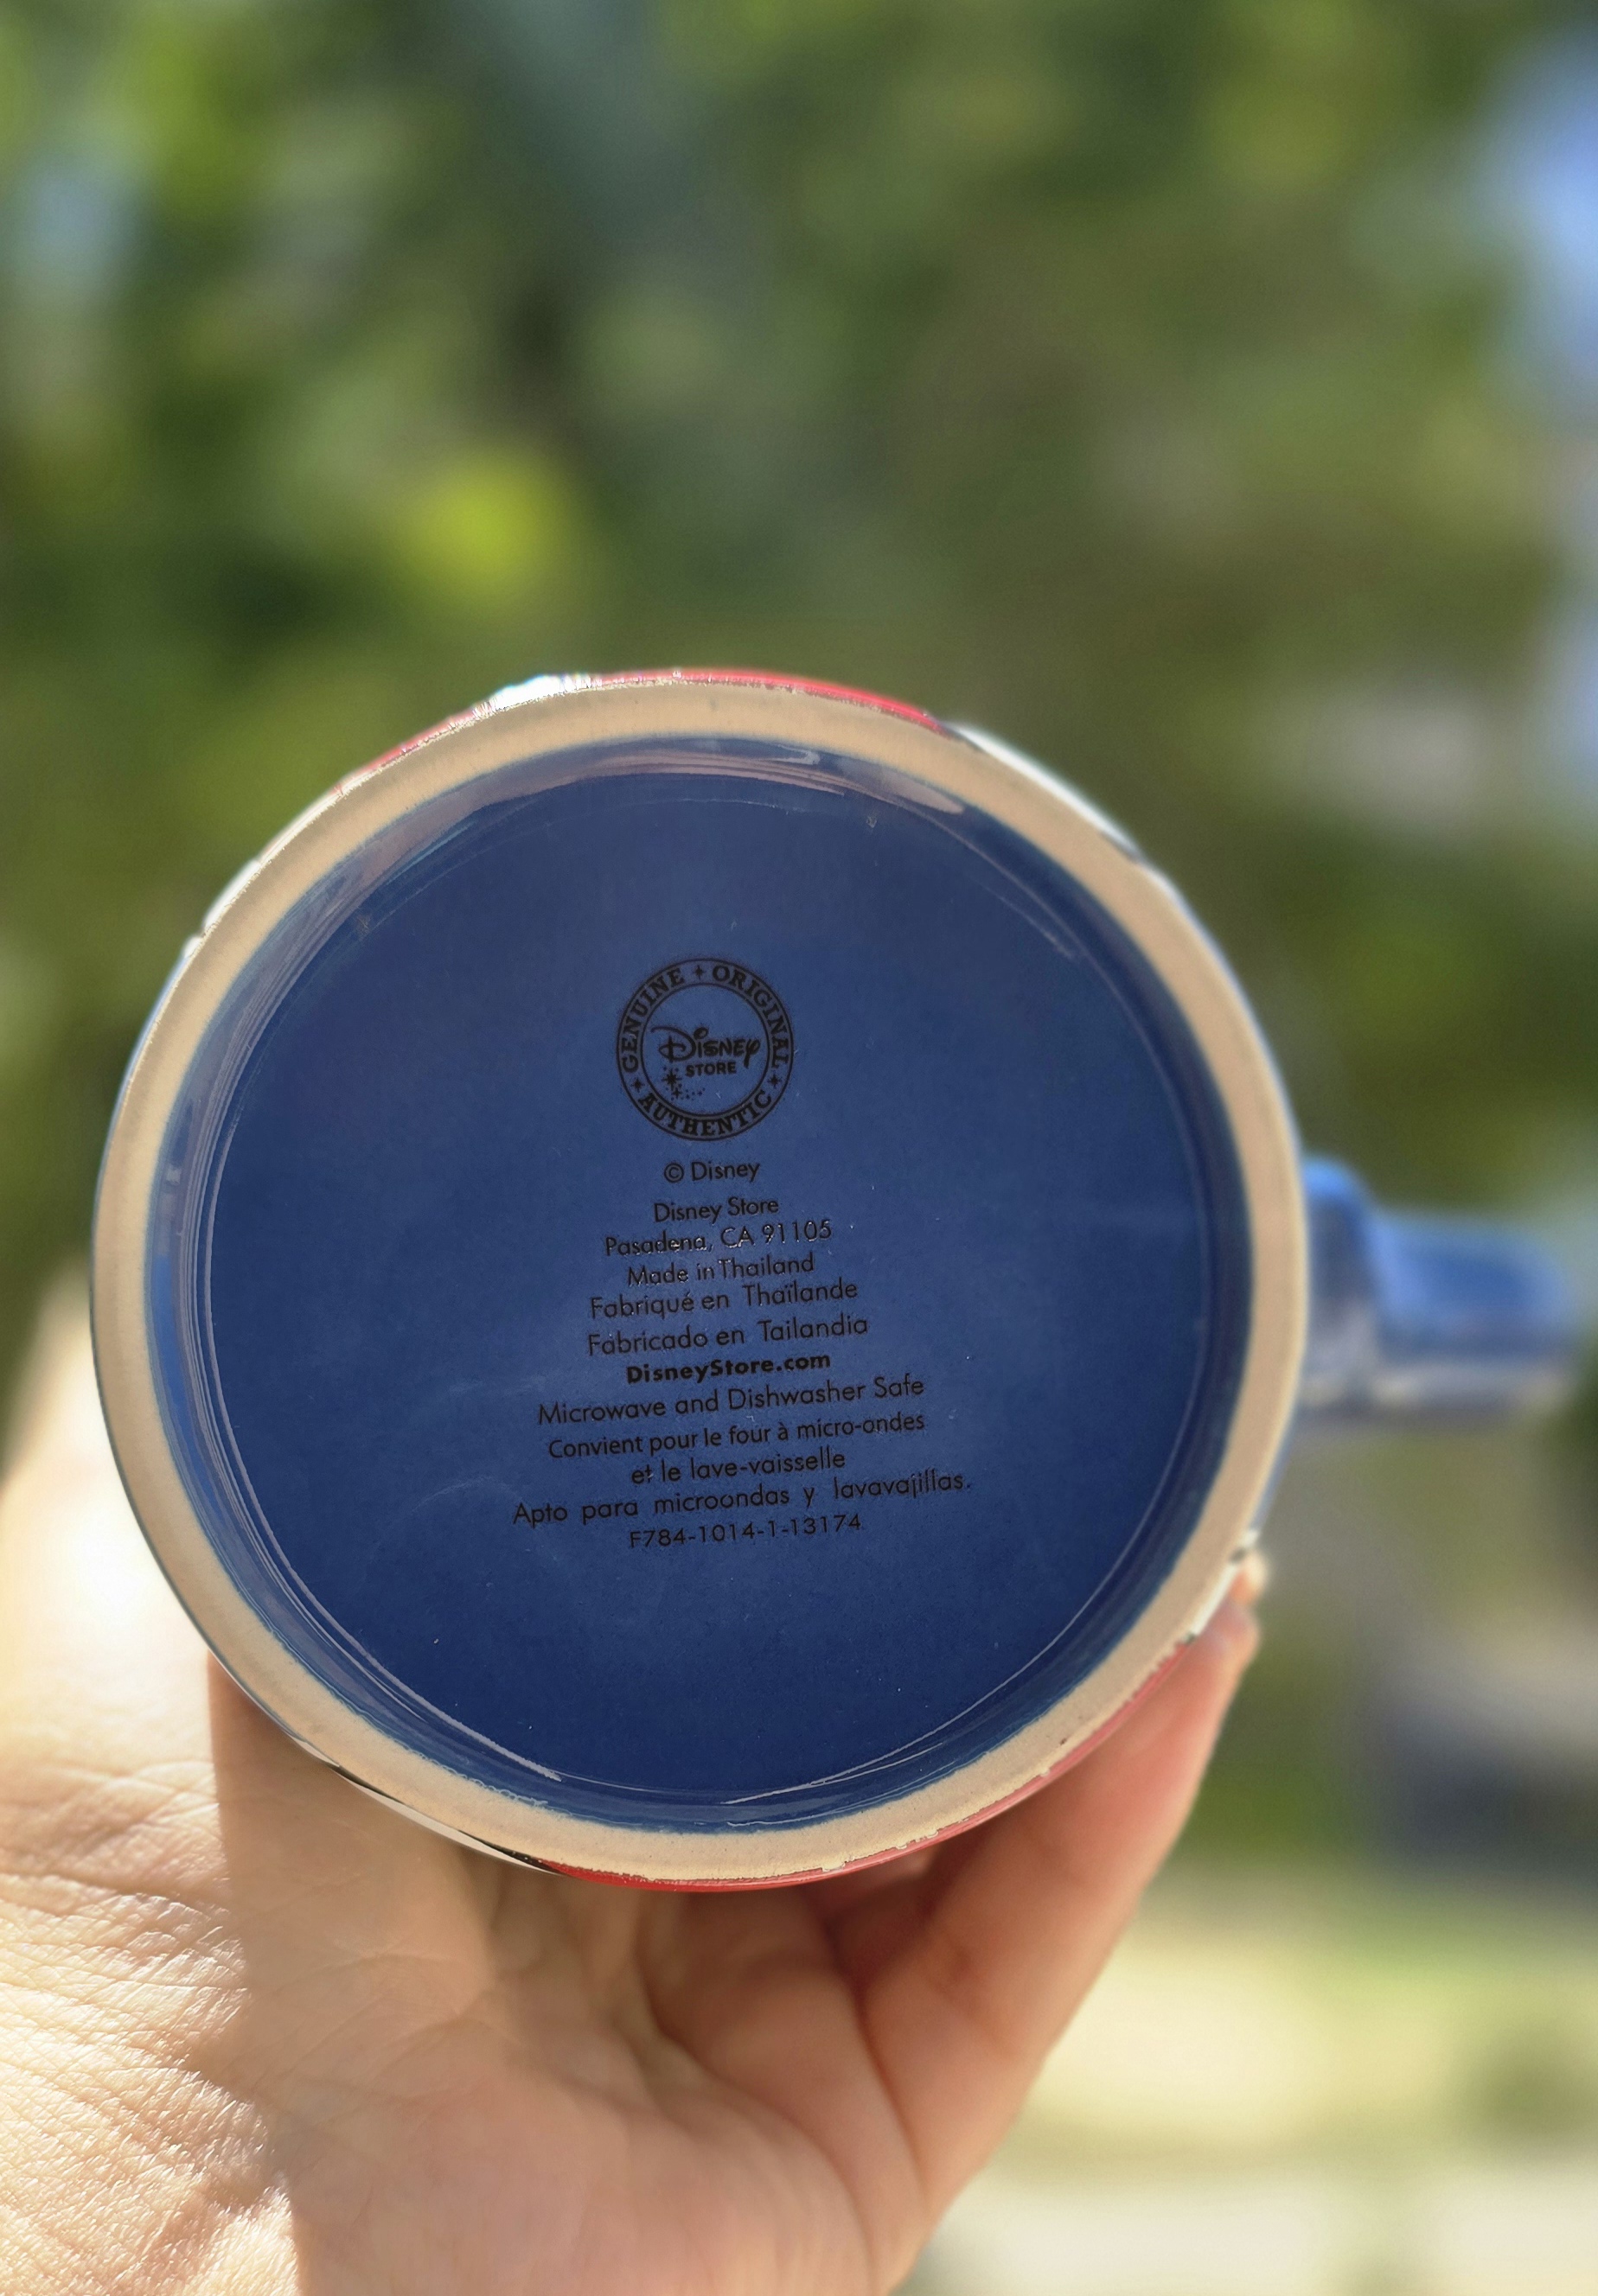 GENUINE ORIGINAL
Disney
STORE
AUTHENTIC
© Disney
Disney Store
Pasadena, CA 91105
Made in Thailand
Fabriqué en Thaïlande
Fabricado en Tailandia
DisneyStore.com
Microwave and Dishwasher Safe
Convient pour le four à micro-ondes
et le lave-vaisselle
Apto para microondas y lavavajillas.
F784-1014-1-13174